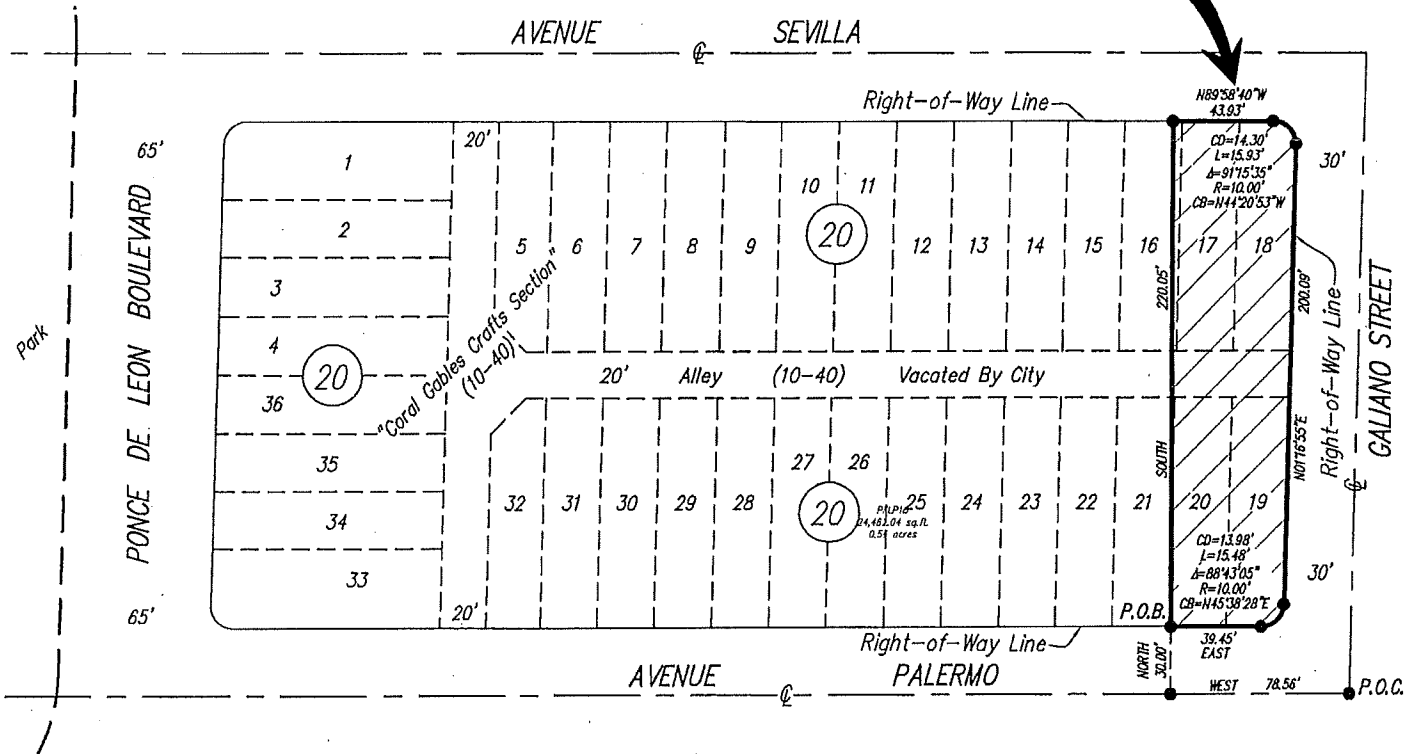 AVENUE SEVILLA
℄
Right-of-Way Line
N89°58'40"W
43.93'
65'
20'
30'
CD=14.30'
L=15.93'
Δ=91°15'35"
R=10.00'
CB=N44°20'53"W
1
2
3
4
36
35
34
33
20
5
6
7
8
9
10
11
20
12
13
14
15
16
17
18
Park
PONCE DE LEON BOULEVARD
"Coral Gables Crafts Section"
(10-40)
20' Alley (10-40) Vacated By City
220.05'
SOUTH
200.09'
N01°16'55"E
Right-of-Way Line
GALIANO STREET
℄
32
31
30
29
28
27
26
20
25
24
23
22
21
20
19
24,482.04 sq.ft.
acres
CD=13.98'
L=15.48'
Δ=88°43'05"
R=10.00'
CB=N45°38'28"E
30'
65'
20'
P.O.B.
Right-of-Way Line
39.45'
EAST
NORTH
30.00'
AVENUE PALERMO
℄
WEST 78.56'
P.O.C.